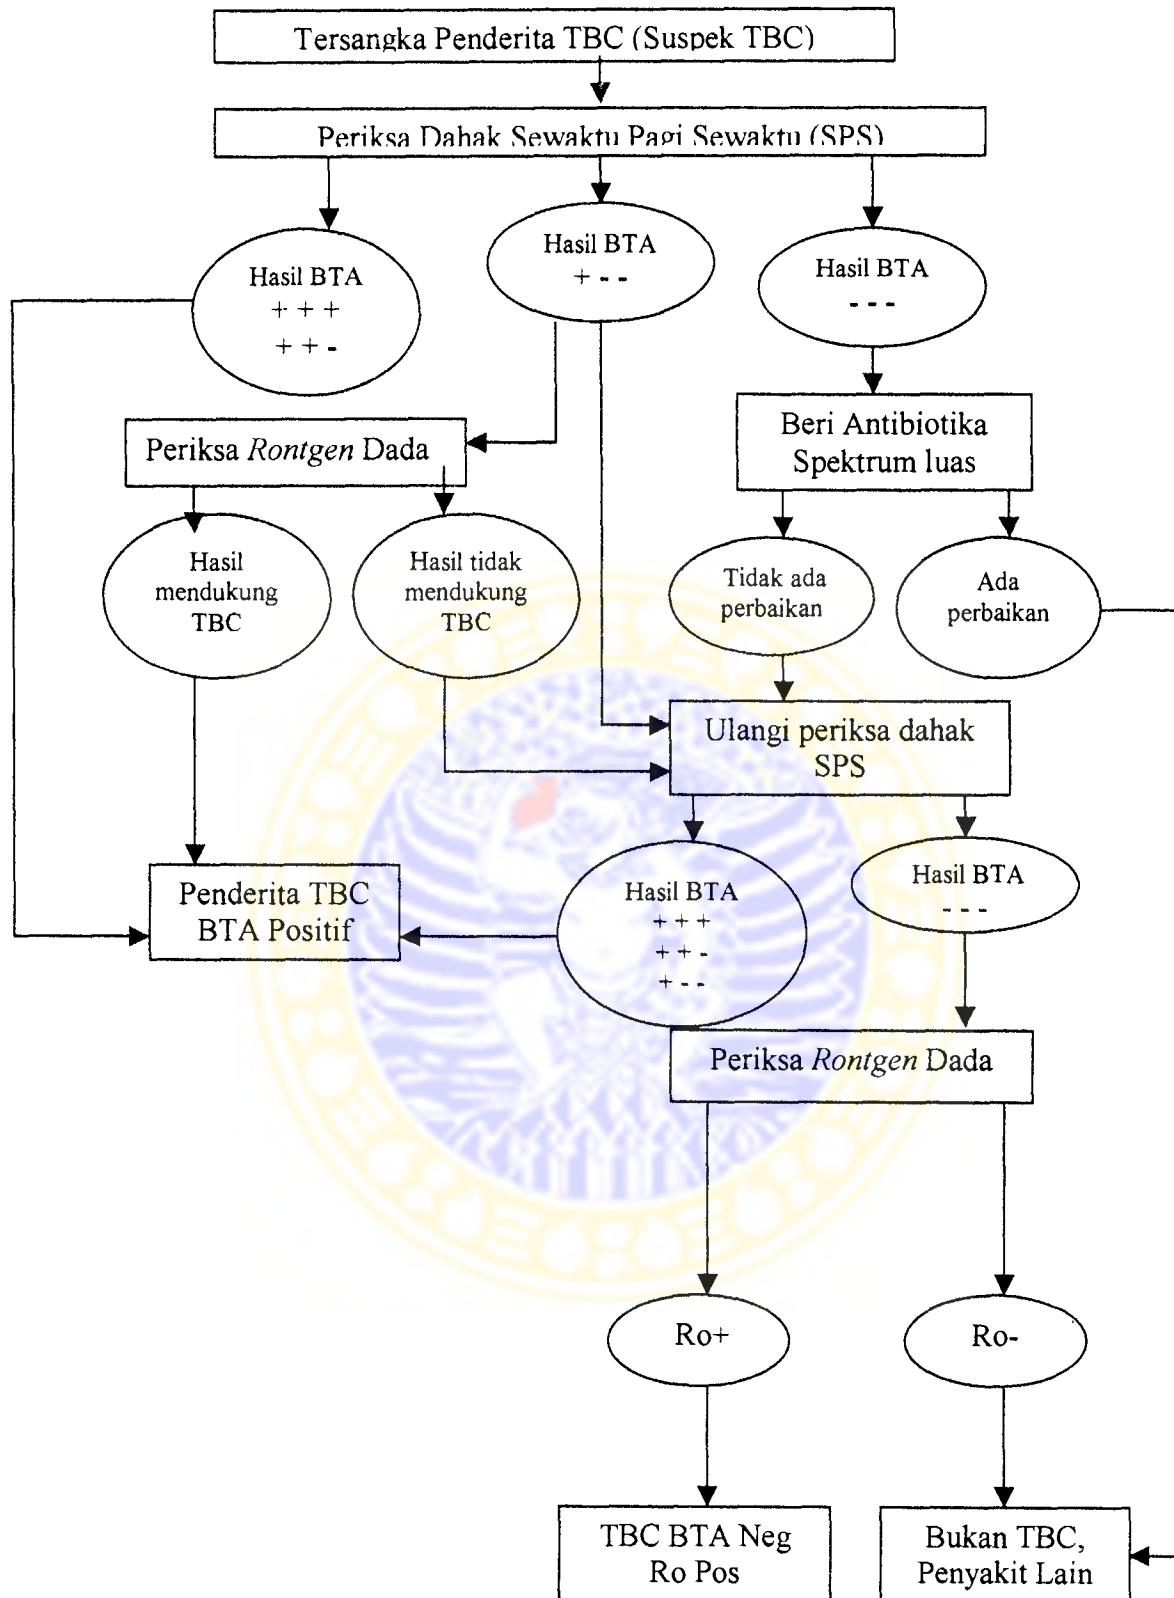 Tersangka Penderita TBC (Suspek TBC)
Periksa Dahak Sewaktu Pagi Sewaktu (SPS)
Hasil BTA
+ + +
+ + -
Hasil BTA
+ - -
Hasil BTA
- - -
Periksa Rontgen Dada
Beri Antibiotika
Spektrum luas
Hasil
mendukung
TBC
Hasil tidak
mendukung
TBC
Tidak ada
perbaikan
Ada
perbaikan
Ulangi periksa dahak
SPS
Penderita TBC
BTA Positif
Hasil BTA
+ + +
+ + -
+ - -
Hasil BTA
- - -
Periksa Rontgen Dada
Ro+
Ro-
TBC BTA Neg
Ro Pos
Bukan TBC,
Penyakit Lain